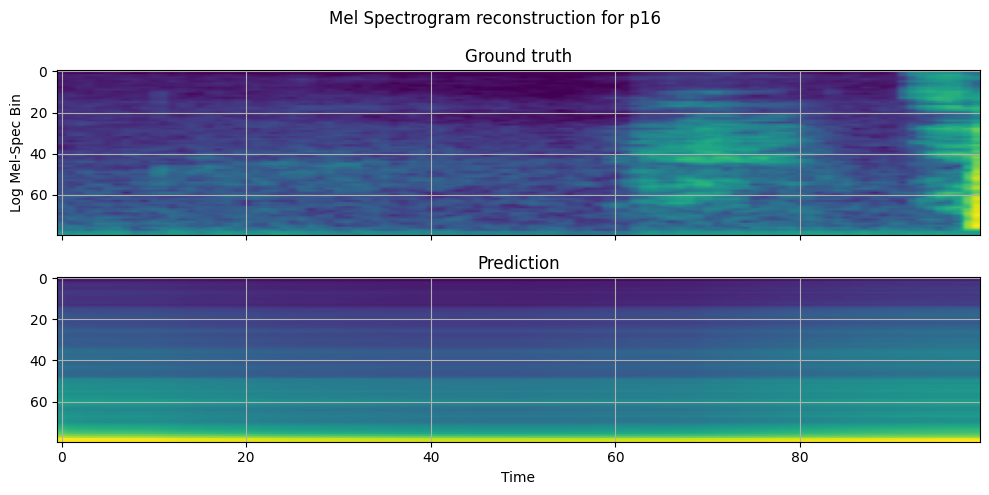 Mel Spectrogram reconstruction for p16
Ground truth
Log Mel-Spec Bin
0
20
40
60
Prediction
0
20
40
60
0 20 40 60 80
Time